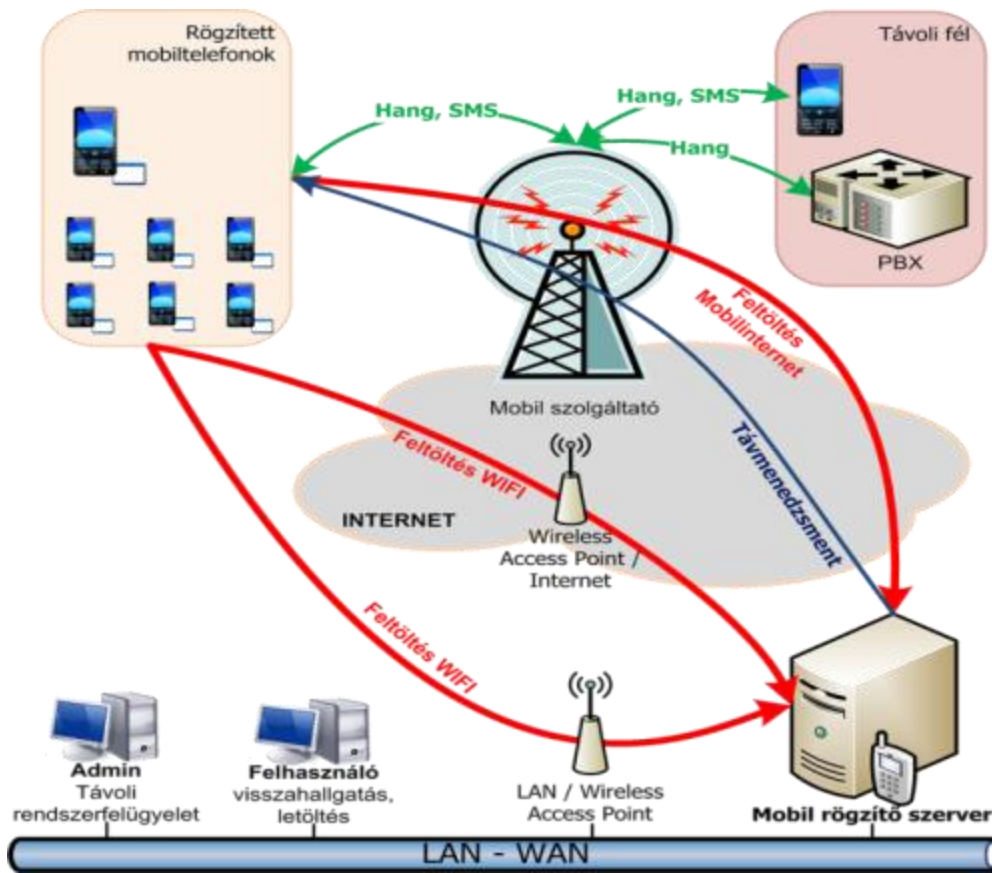 Rögzített
mobiltelefonok
Távoli fél
Hang, SMS
Hang, SMS
Hang
PBX
Feltöltés
Mobilinternet
Mobil szolgáltató
Távmenedzsment
Feltöltés WIFI
INTERNET
Wireless
Access Point /
Internet
Feltöltés WIFI
Admin
Távoli
rendszerfelügyelet
Felhasználó
visszahallgatás,
letöltés
LAN / Wireless
Access Point
Mobil rögzítő szerver
LAN - WAN